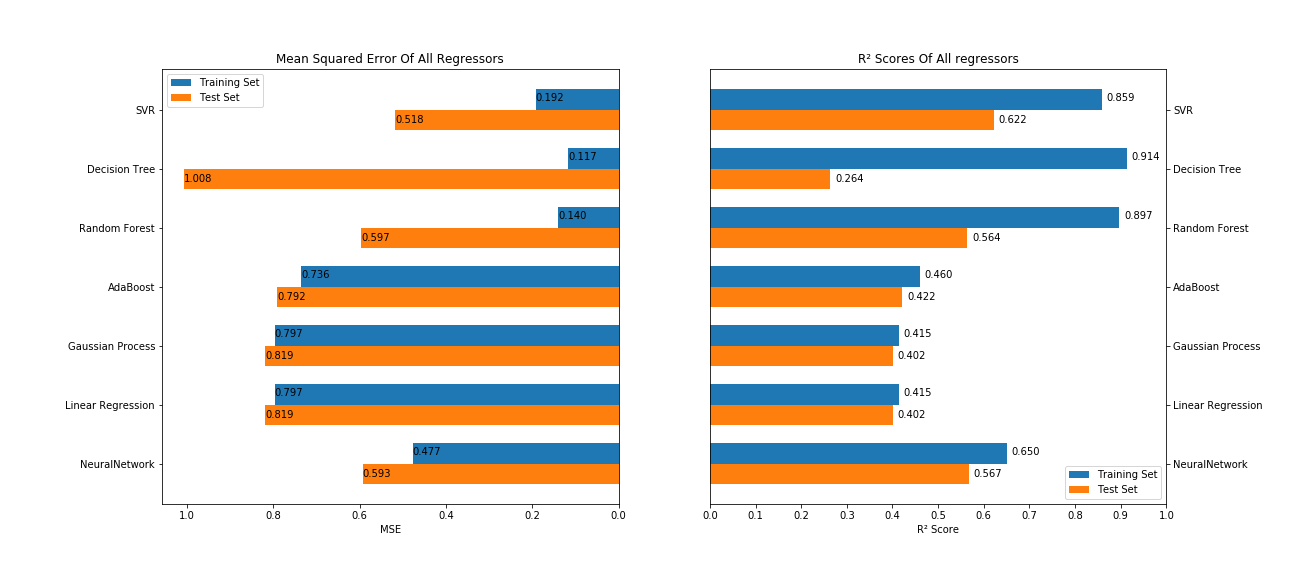 Mean Squared Error Of All Regressors
Training Set
Test Set
SVR
0.192
0.518
Decision Tree
0.117
1.008
Random Forest
0.140
0.597
AdaBoost
0.736
0.792
Gaussian Process
0.797
0.819
Linear Regression
0.797
0.819
NeuralNetwork
0.477
0.593
1.0 0.8 0.6 0.4 0.2 0.0
MSE
R² Scores Of All regressors
0.859
0.622
SVR
0.914
0.264
Decision Tree
0.897
0.564
Random Forest
0.460
0.422
AdaBoost
0.415
0.402
Gaussian Process
0.415
0.402
Linear Regression
0.650
0.567
NeuralNetwork
Training Set
Test Set
0.0 0.1 0.2 0.3 0.4 0.5 0.6 0.7 0.8 0.9 1.0
R² Score